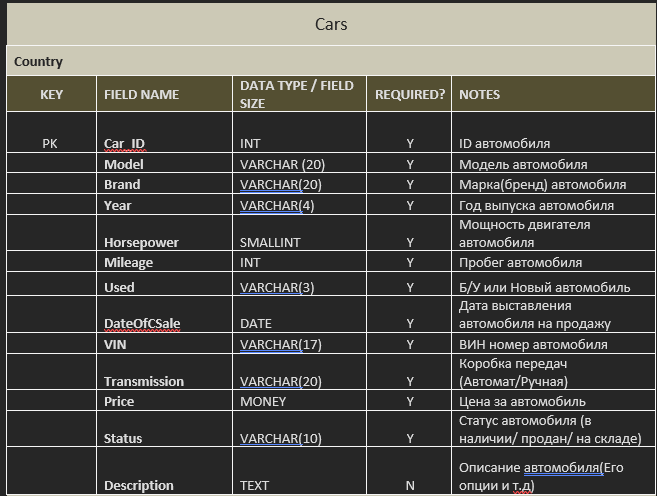 Cars
Country
KEY FIELD NAME DATA TYPE / FIELD SIZE REQUIRED? NOTES
PK Car_ID INT Y ID автомобиля
Model VARCHAR (20) Y Модель автомобиля
Brand VARCHAR(20) Y Марка(бренд) автомобиля
Year VARCHAR(4) Y Год выпуска автомобиля
Horsepower SMALLINT Y Мощность двигателя автомобиля
Mileage INT Y Пробег автомобиля
Used VARCHAR(3) Y Б/У или Новый автомобиль
DateOfCSale DATE Y Дата выставления автомобиля на продажу
VIN VARCHAR(17) Y ВИН номер автомобиля
Transmission VARCHAR(20) Y Коробка передач (Автомат/Ручная)
Price MONEY Y Цена за автомобиль
Status VARCHAR(10) Y Статус автомобиля (в наличии/ продан/ на складе)
Description TEXT N Описание автомобиля(Его опции и т.д)